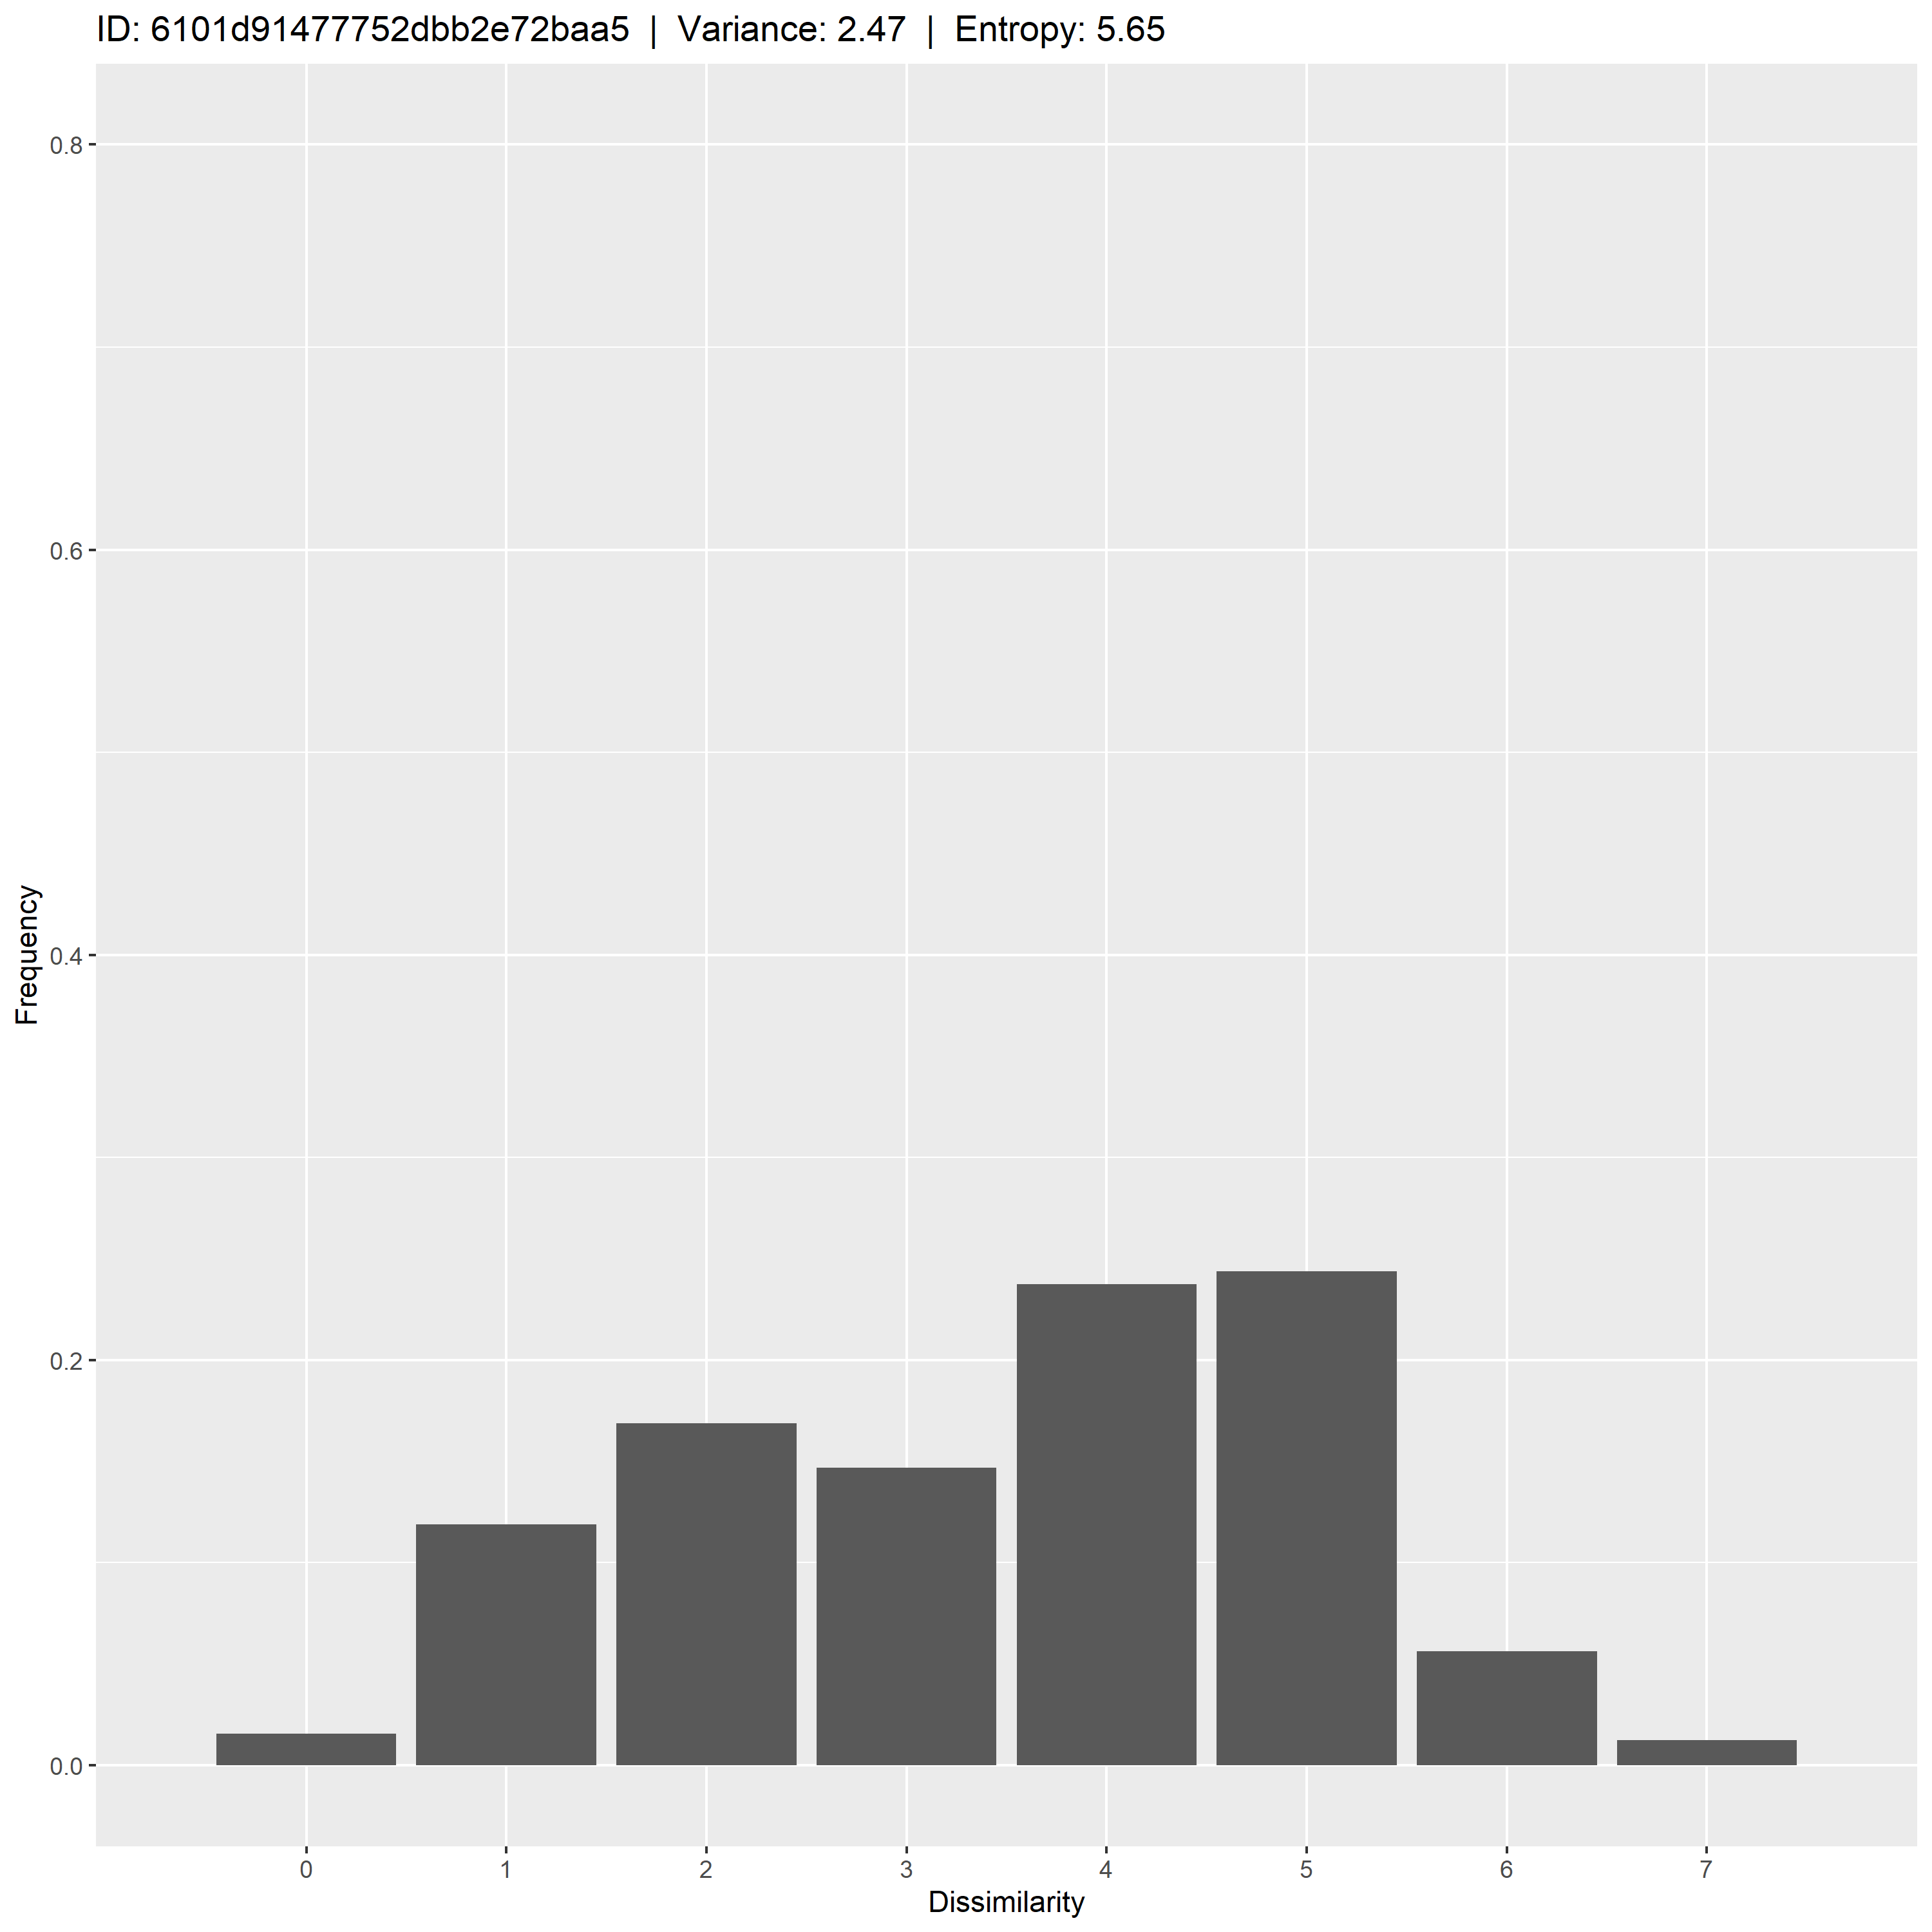 ID: 6101d91477752dbb2e72baa5 | Variance: 2.47 | Entropy: 5.65
0.8
0.6
0.4
0.2
0.0
Frequency
0 1 2 3 4 5 6 7
Dissimilarity